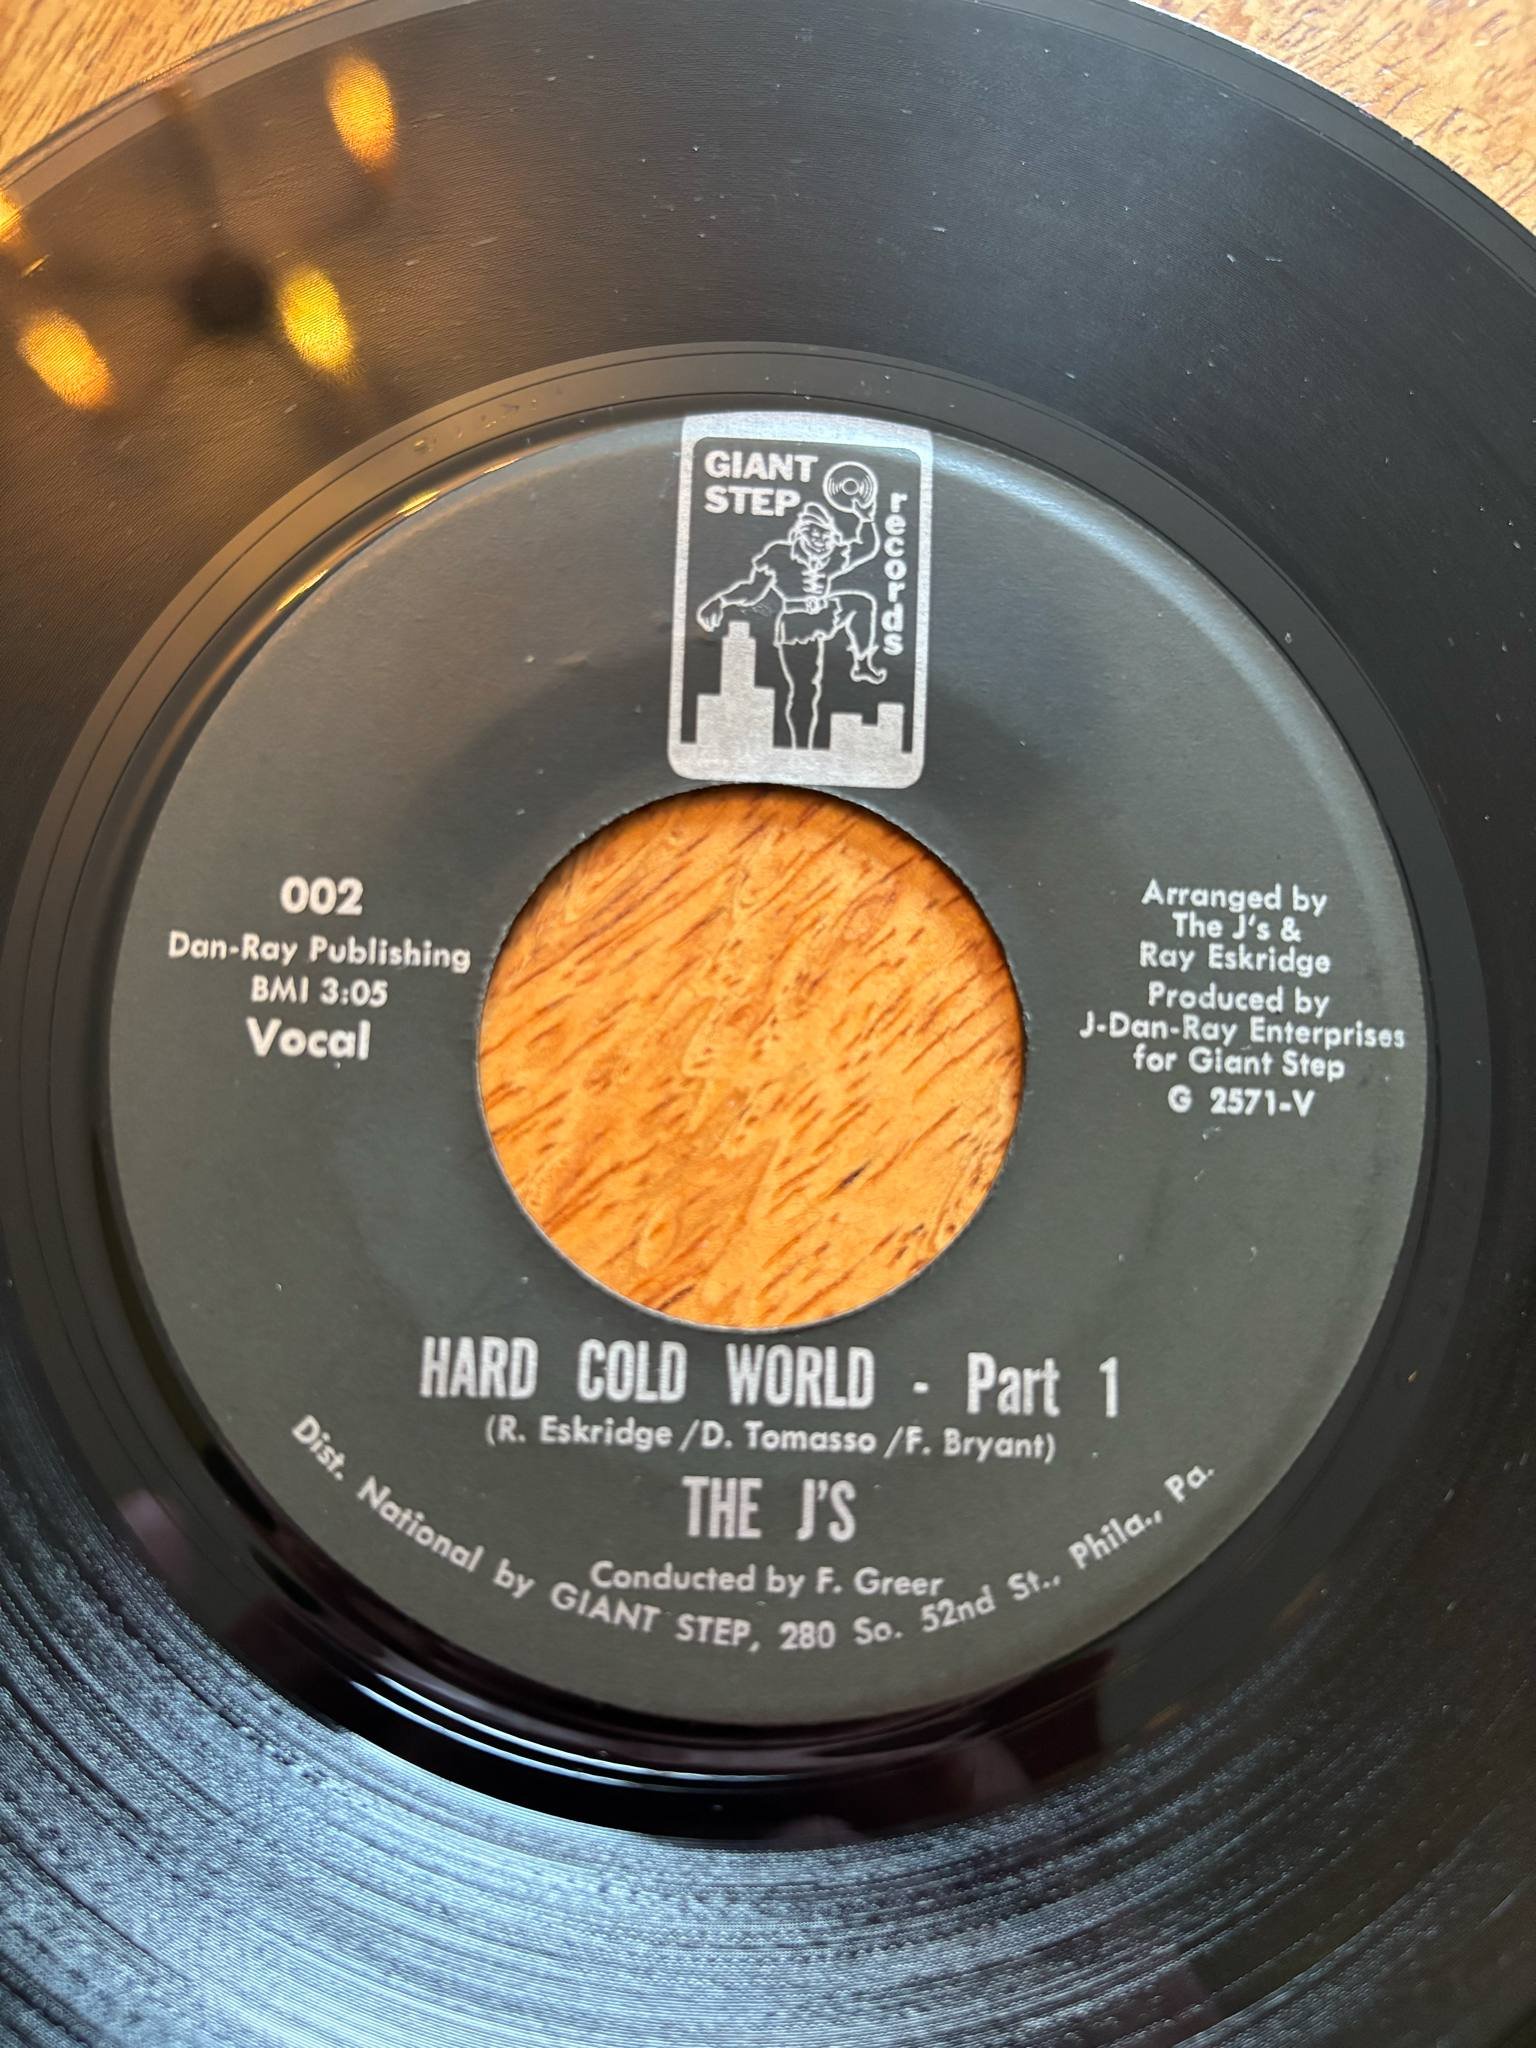 GIANT
STEP
records
002
Dan-Ray Publishing
BMI 3:05
Vocal
Arranged by
The J's &
Ray Eskridge
Produced by
J-Dan-Ray Enterprises
for Giant Step
G 2571-V
HARD COLD WORLD - Part 1
(R. Eskridge/D. Tomasso/F. Bryant)
THE J'S
Conducted by F. Greer
Dist. National by GIANT STEP, 280 So. 52nd St., Phila., Pa.